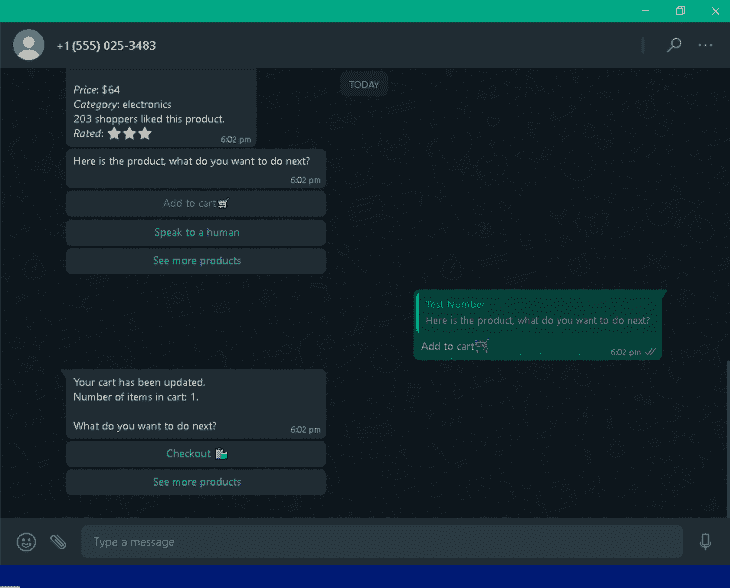 +1 (555) 025-3483
TODAY
Price: $64
Category: electronics
203 shoppers liked this product.
Rated: ⭐⭐⭐
6:02 pm
Here is the product, what do you want to do next?
6:02 pm
Add to cart🛒
Speak to a human
See more products
Test Number
Here is the product, what do you want to do next?
Add to cart🛒
6:02 pm
Your cart has been updated.
Number of items in cart: 1.
What do you want to do next?
6:02 pm
Checkout 🛍️
See more products
Type a message